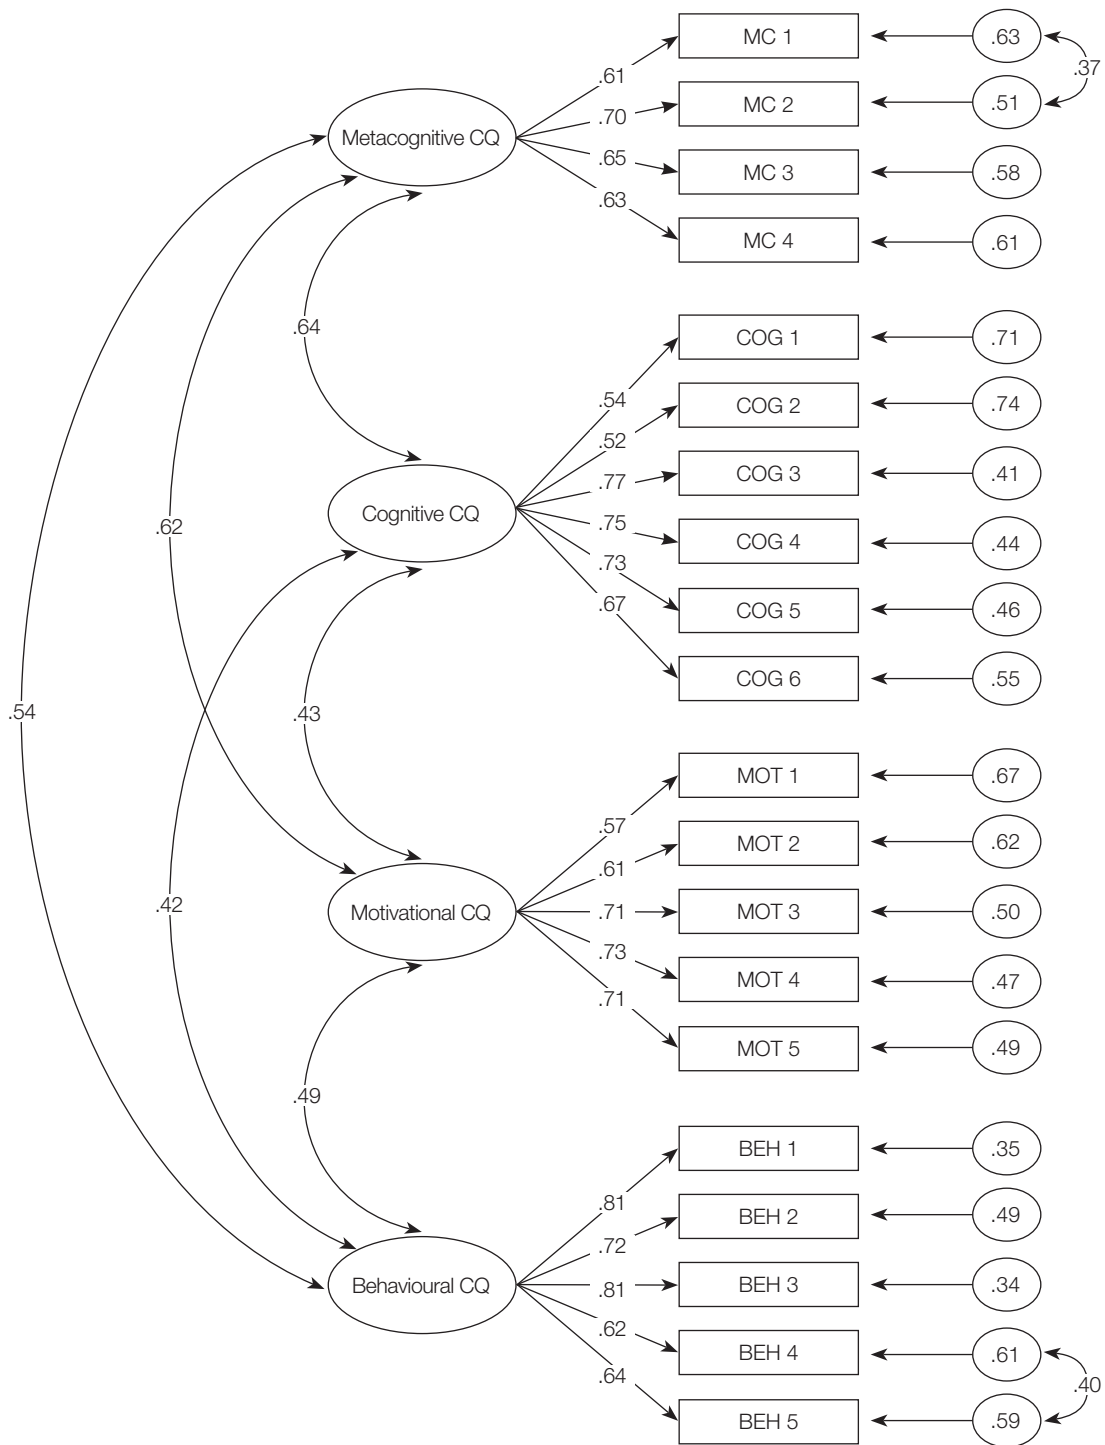 MC 1
.63
.37
.61
MC 2
.51
.70
Metacognitive CQ
.65
MC 3
.58
.63
MC 4
.61
.64
COG 1
.71
.54
COG 2
.74
.52
COG 3
.41
.77
Cognitive CQ
.75
COG 4
.44
.73
.62
.67
COG 5
.46
COG 6
.55
.54
.43
MOT 1
.67
.57
MOT 2
.62
.61
.42
Motivational CQ
.71
MOT 3
.50
.73
MOT 4
.47
.71
MOT 5
.49
.49
BEH 1
.35
.81
BEH 2
.49
.72
Behavioural CQ
.81
BEH 3
.34
.62
BEH 4
.61
.64
.40
BEH 5
.59